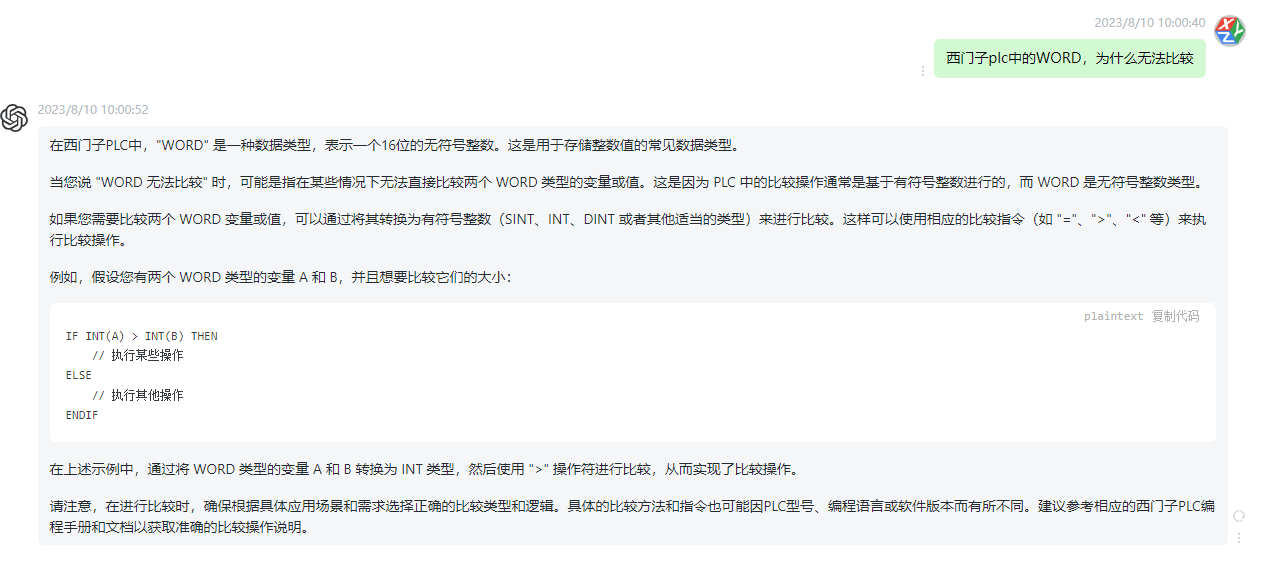 2023/8/10 10:00:40
西门子plc中的WORD，为什么无法比较
2023/8/10 10:00:52
在西门子PLC中，"WORD" 是一种数据类型，表示一个16位的无符号整数。这是用于存储整数值的常见数据类型。
当您说 "WORD 无法比较" 时，可能是指在某些情况下无法直接比较两个 WORD 类型的变量或值。这是因为 PLC 中的比较操作通常是基于有符号整数进行的，而 WORD 是无符号整数类型。
如果您需要比较两个 WORD 变量或值，可以通过将其转换为有符号整数（SINT、INT、DINT 或者其他适当的类型）来进行比较。这样可以使用相应的比较指令（如 "="、">"、"<" 等）来执
行比较操作。
例如，假设您有两个 WORD 类型的变量 A 和 B，并且想要比较它们的大小：
plaintext 复制代码
IF INT(A) > INT(B) THEN
// 执行某些操作
ELSE
// 执行其他操作
ENDIF
在上述示例中，通过将 WORD 类型的变量 A 和 B 转换为 INT 类型，然后使用 ">" 操作符进行比较，从而实现了比较操作。
请注意，在进行比较时，确保根据具体应用场景和需求选择正确的比较类型和逻辑。具体的比较方法和指令也可能因PLC型号、编程语言或软件版本而有所不同。建议参考相应的西门子PLC编
程手册和文档以获取准确的比较操作说明。